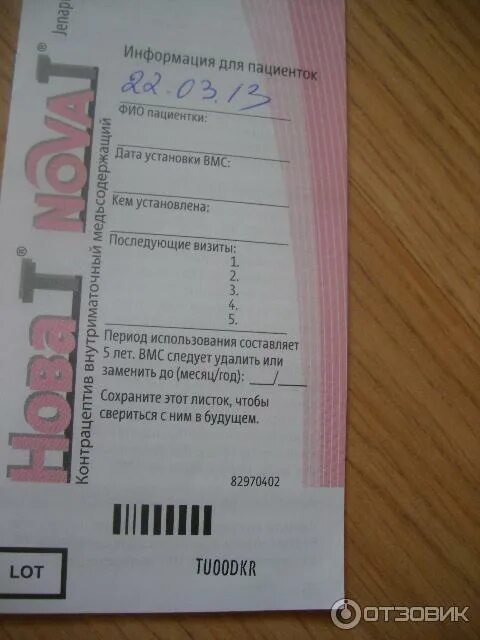 Информация для пациенток
22.03.13
ФИО пациентки:
Дата установки ВМС:
Кем установлена:
Последующие визиты:
1.
2.
3.
4.
5.
Период использования составляет
5 лет. ВМС следует удалить или
заменить до (месяц/год): ___/___
Сохраните этот листок, чтобы
свериться с ним в будущем.
82970402
TU00DKR
LOT
Нова T® NOVA T®
Контрацептив внутриматочный медьсодержащий
ОТЗОВИК